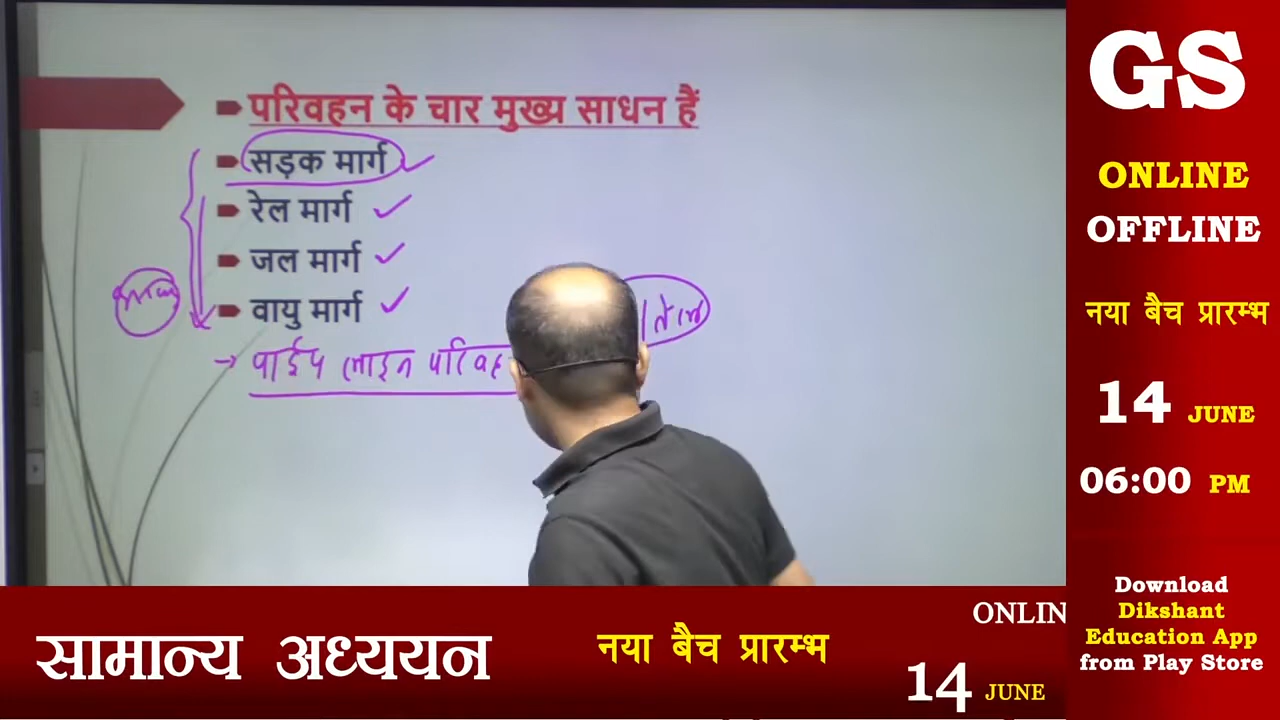 परिवहन के चार मुख्य साधन हैं
सड़क मार्ग
रेल मार्ग
जल मार्ग
वायु मार्ग
तेल
→ पाईप लाइन परिवह
GS
ONLINE
OFFLINE
नया बैच प्रारम्भ
14 JUNE
06:00 PM
Download
Dikshant
Education App
from Play Store
सामान्य अध्ययन
नया बैच प्रारम्भ
ONLIN
14 JUNE